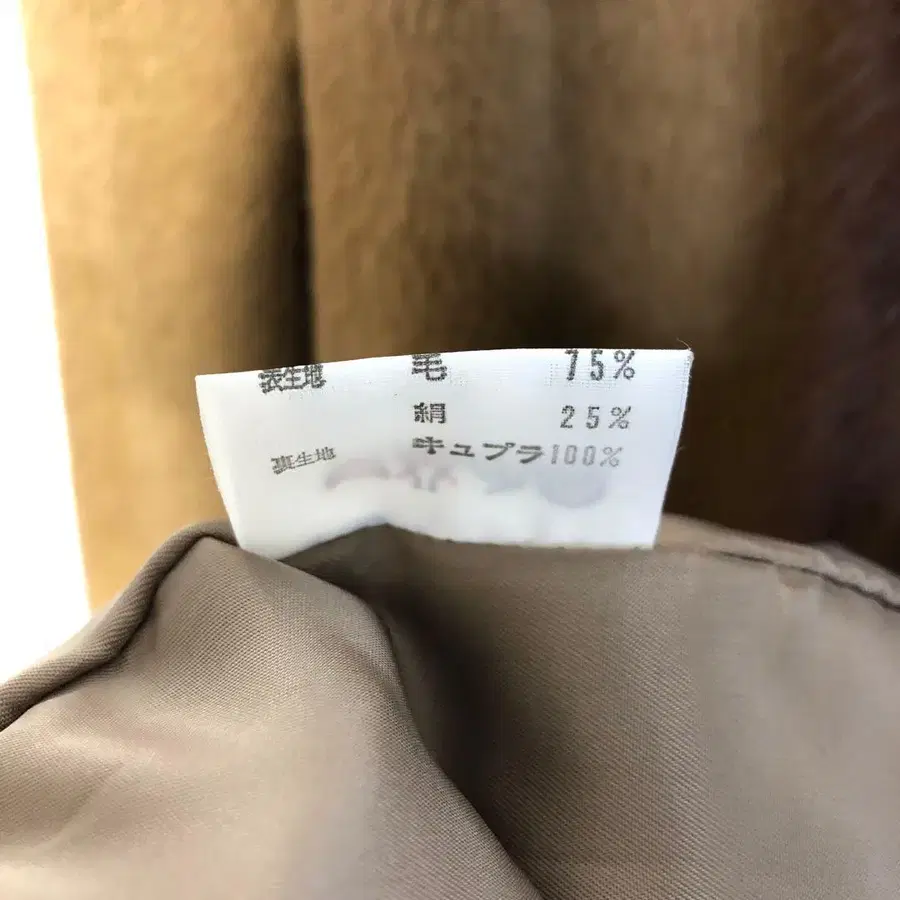 表生地 毛 75%
絹 25%
裏生地 キュプラ100%